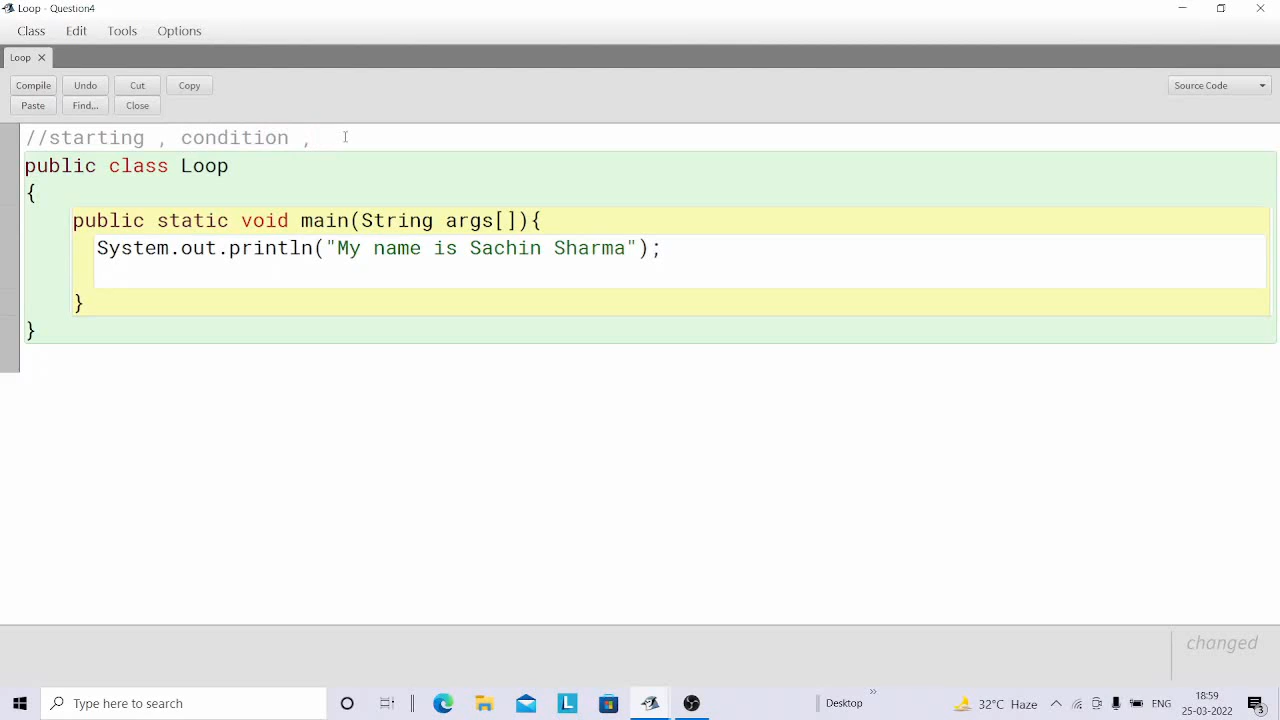 Loop - Question4
Class Edit Tools Options
Loop
Compile Undo Cut Copy Source Code
Paste Find... Close
//starting , condition ,
public class Loop
{
public static void main(String args[]){
System.out.println("My name is Sachin Sharma");
}
}
changed
Type here to search L Desktop 32°C Haze ENG 18:59
25-03-2022
3